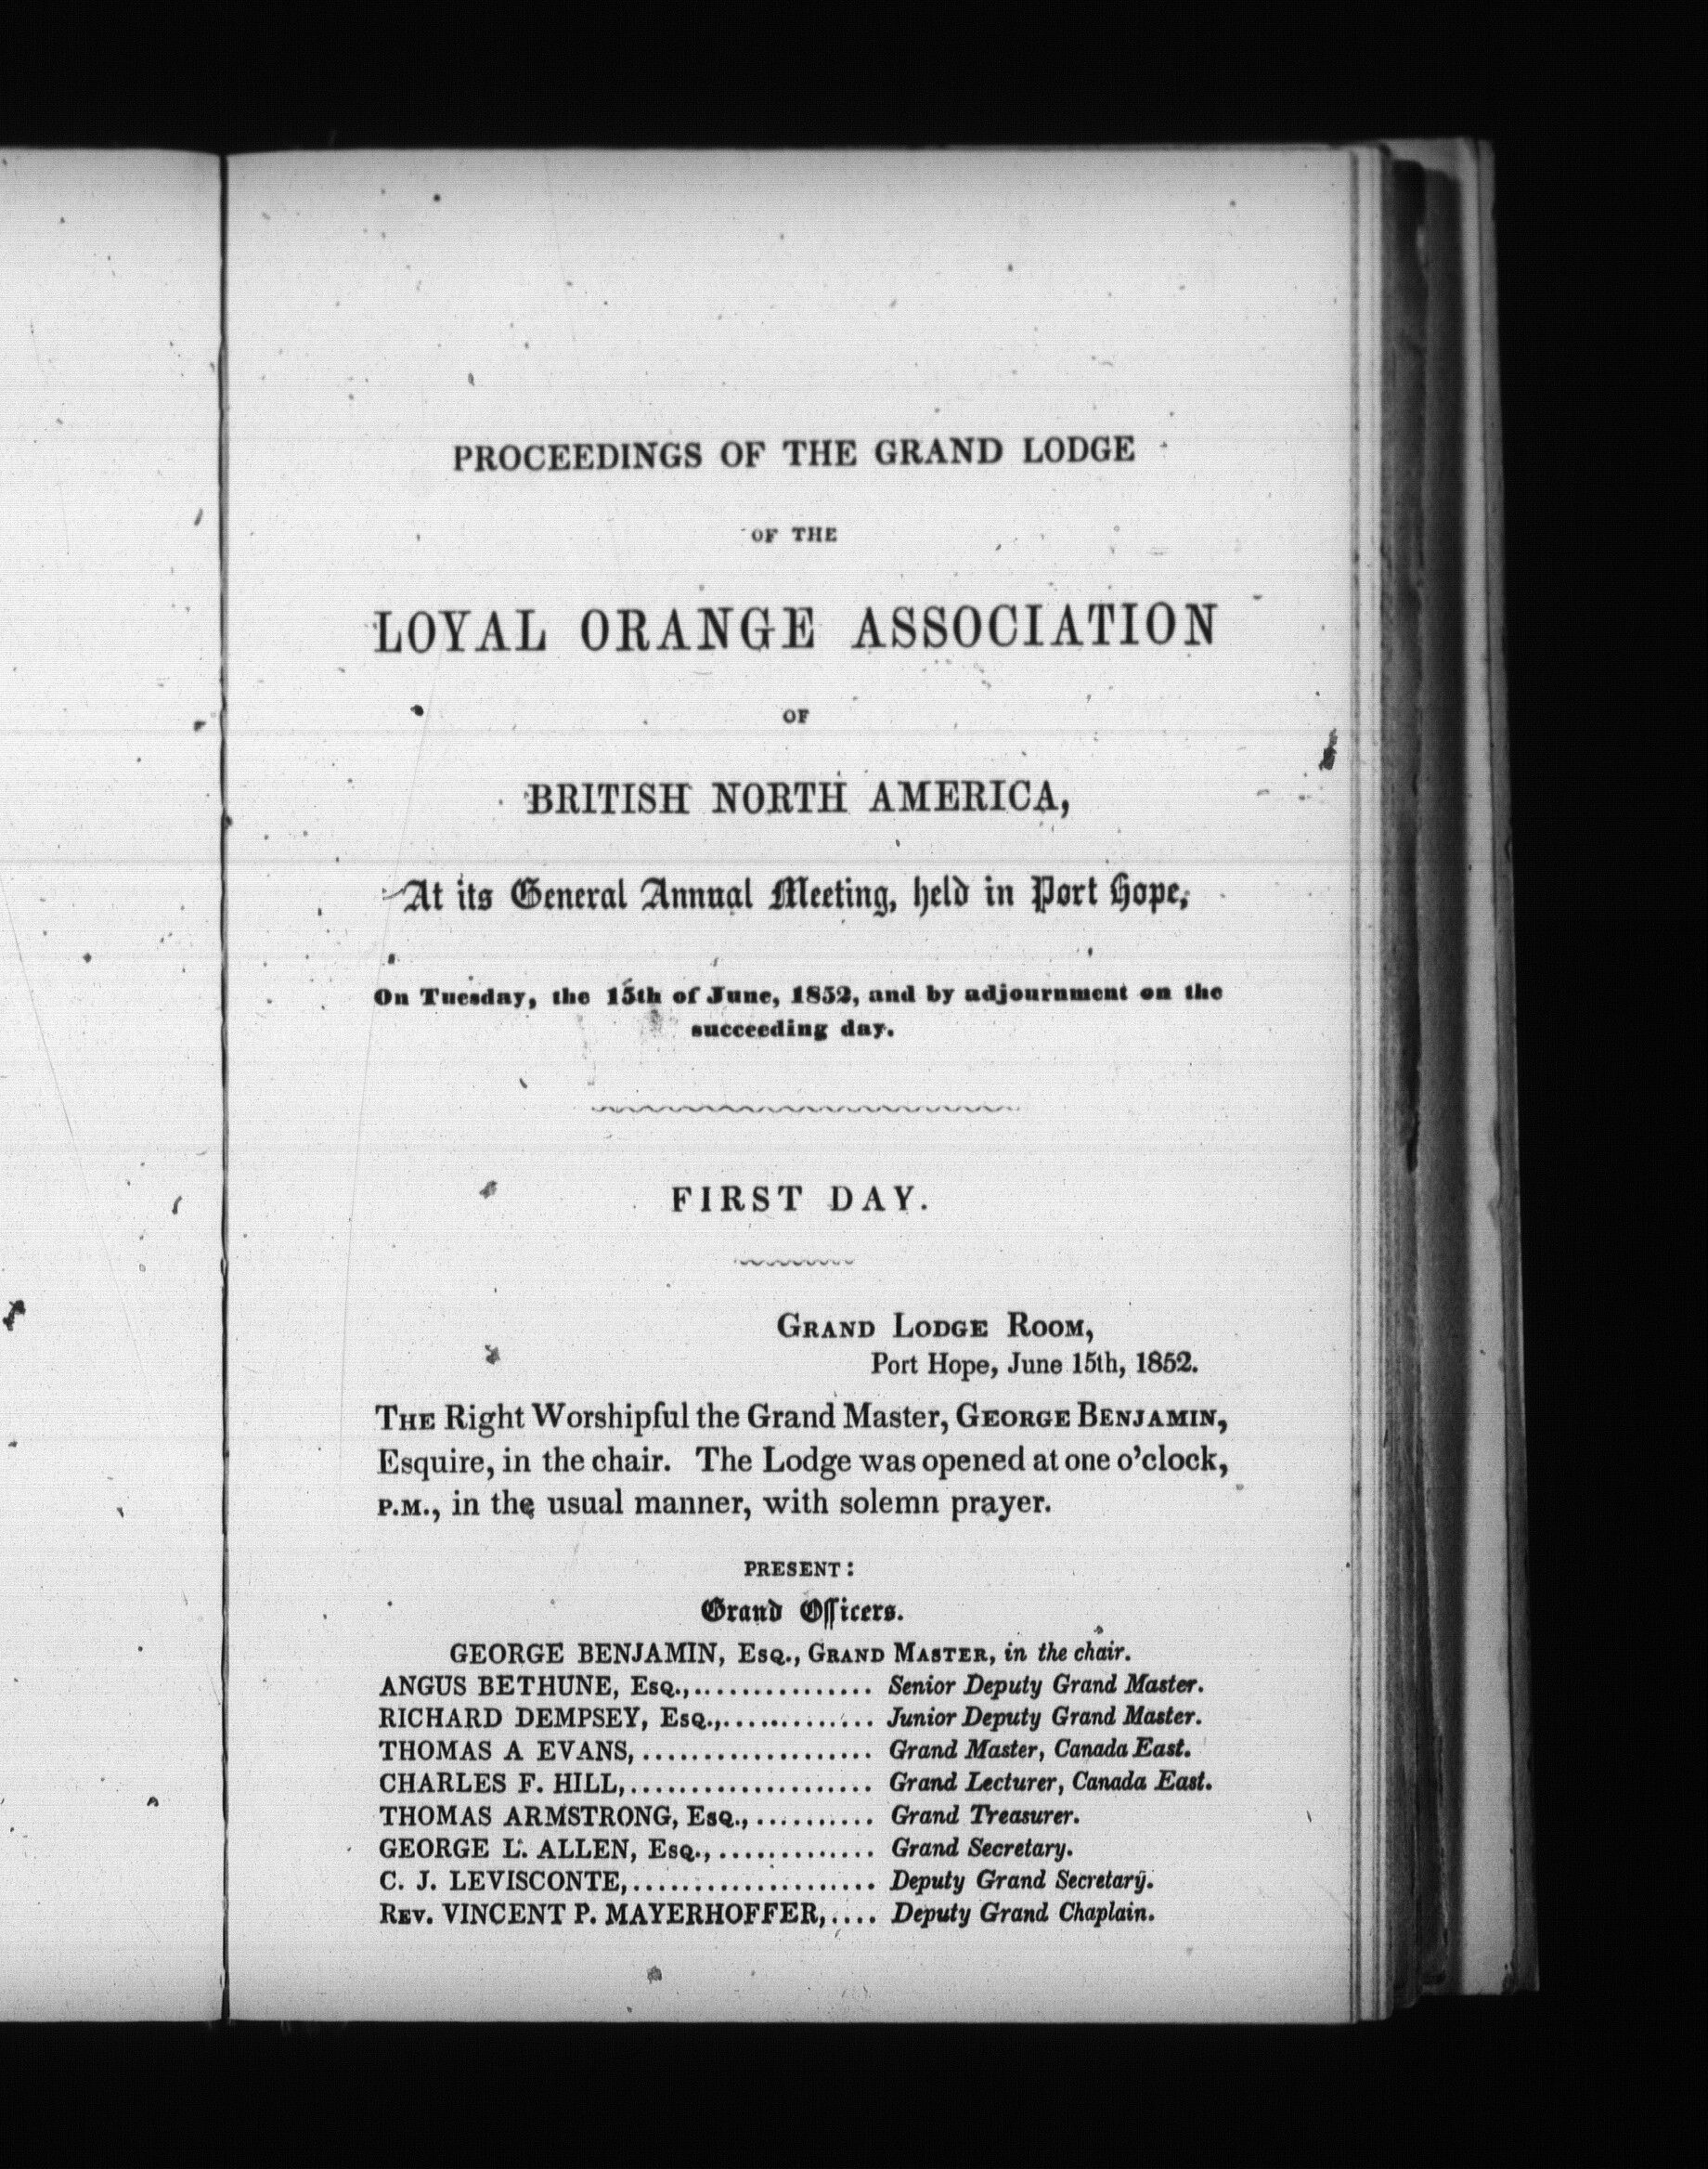 PROCEEDINGS OF THE GRAND LODGE
OF THE
LOYAL ORANGE ASSOCIATION
OF
BRITISH NORTH AMERICA,
At its General Annual Meeting, held in Port Hope,
On Tuesday, the 15th of June, 1852, and by adjournment on the
succeeding day.
FIRST DAY.
GRAND LODGE ROOM,
Port Hope, June 15th, 1852.
THE Right Worshipful the Grand Master, GEORGE BENJAMIN,
Esquire, in the chair. The Lodge was opened at one o'clock,
P.M., in the usual manner, with solemn prayer.
PRESENT:
Grand Officers.
GEORGE BENJAMIN, ESQ., GRAND MASTER, in the chair.
ANGUS BETHUNE, ESQ.,............... Senior Deputy Grand Master.
RICHARD DEMPSEY, ESQ.,............. Junior Deputy Grand Master.
THOMAS A EVANS,................... Grand Master, Canada East.
CHARLES F. HILL,..................... Grand Lecturer, Canada East.
THOMAS ARMSTRONG, ESQ.,.......... Grand Treasurer.
GEORGE L. ALLEN, ESQ.,............. Grand Secretary.
C. J. LEVISCONTE,..................... Deputy Grand Secretary.
REV. VINCENT P. MAYERHOFFER,.... Deputy Grand Chaplain.